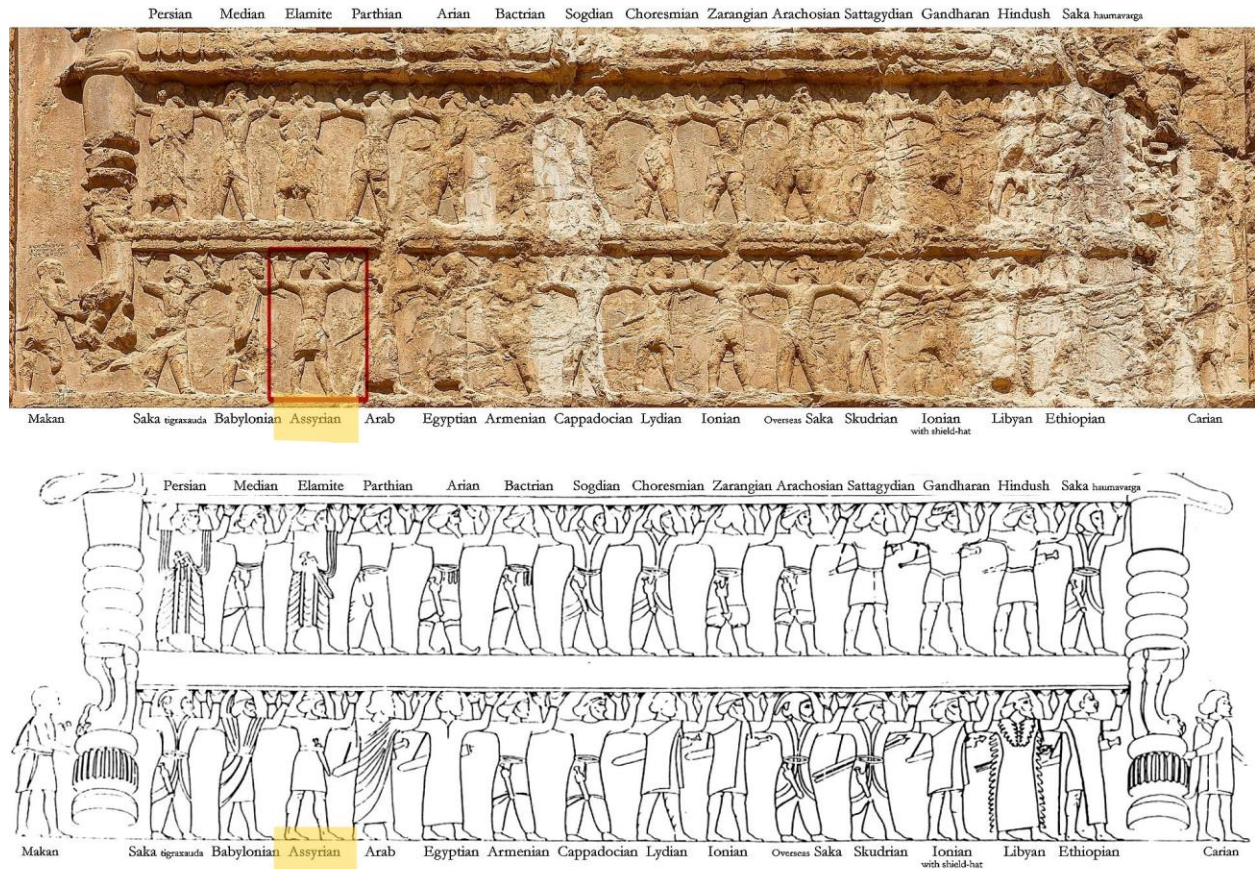 Persian Median Elamite Parthian Arian Bactrian Sogdian Choresmian Zarangian Arachosian Sattagydian Gandharan Hindush Saka haumavarga
Makan Saka tigraxauda Babylonian Assyrian Arab Egyptian Armenian Cappadocian Lydian Ionian Overseas Saka Skudrian Ionian Libyan Ethiopian Carian
with shield-hat
Persian Median Elamite Parthian Arian Bactrian Sogdian Choresmian Zarangian Arachosian Sattagydian Gandharan Hindush Saka haumavarga
Makan Saka tigraxauda Babylonian Assyrian Arab Egyptian Armenian Cappadocian Lydian Ionian Overseas Saka Skudrian Ionian Libyan Ethiopian Carian
with shield-hat